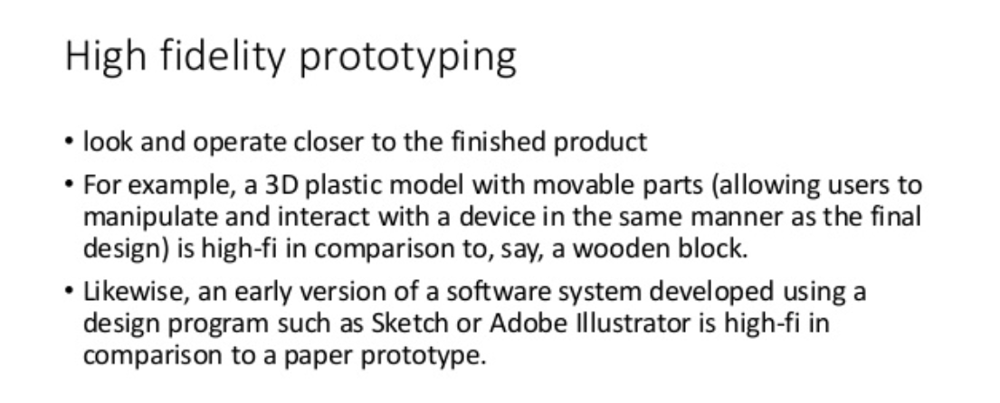 High fidelity prototyping
• look and operate closer to the finished product
• For example, a 3D plastic model with movable parts (allowing users to
manipulate and interact with a device in the same manner as the final
design) is high-fi in comparison to, say, a wooden block.
• Likewise, an early version of a software system developed using a
design program such as Sketch or Adobe Illustrator is high-fi in
comparison to a paper prototype.